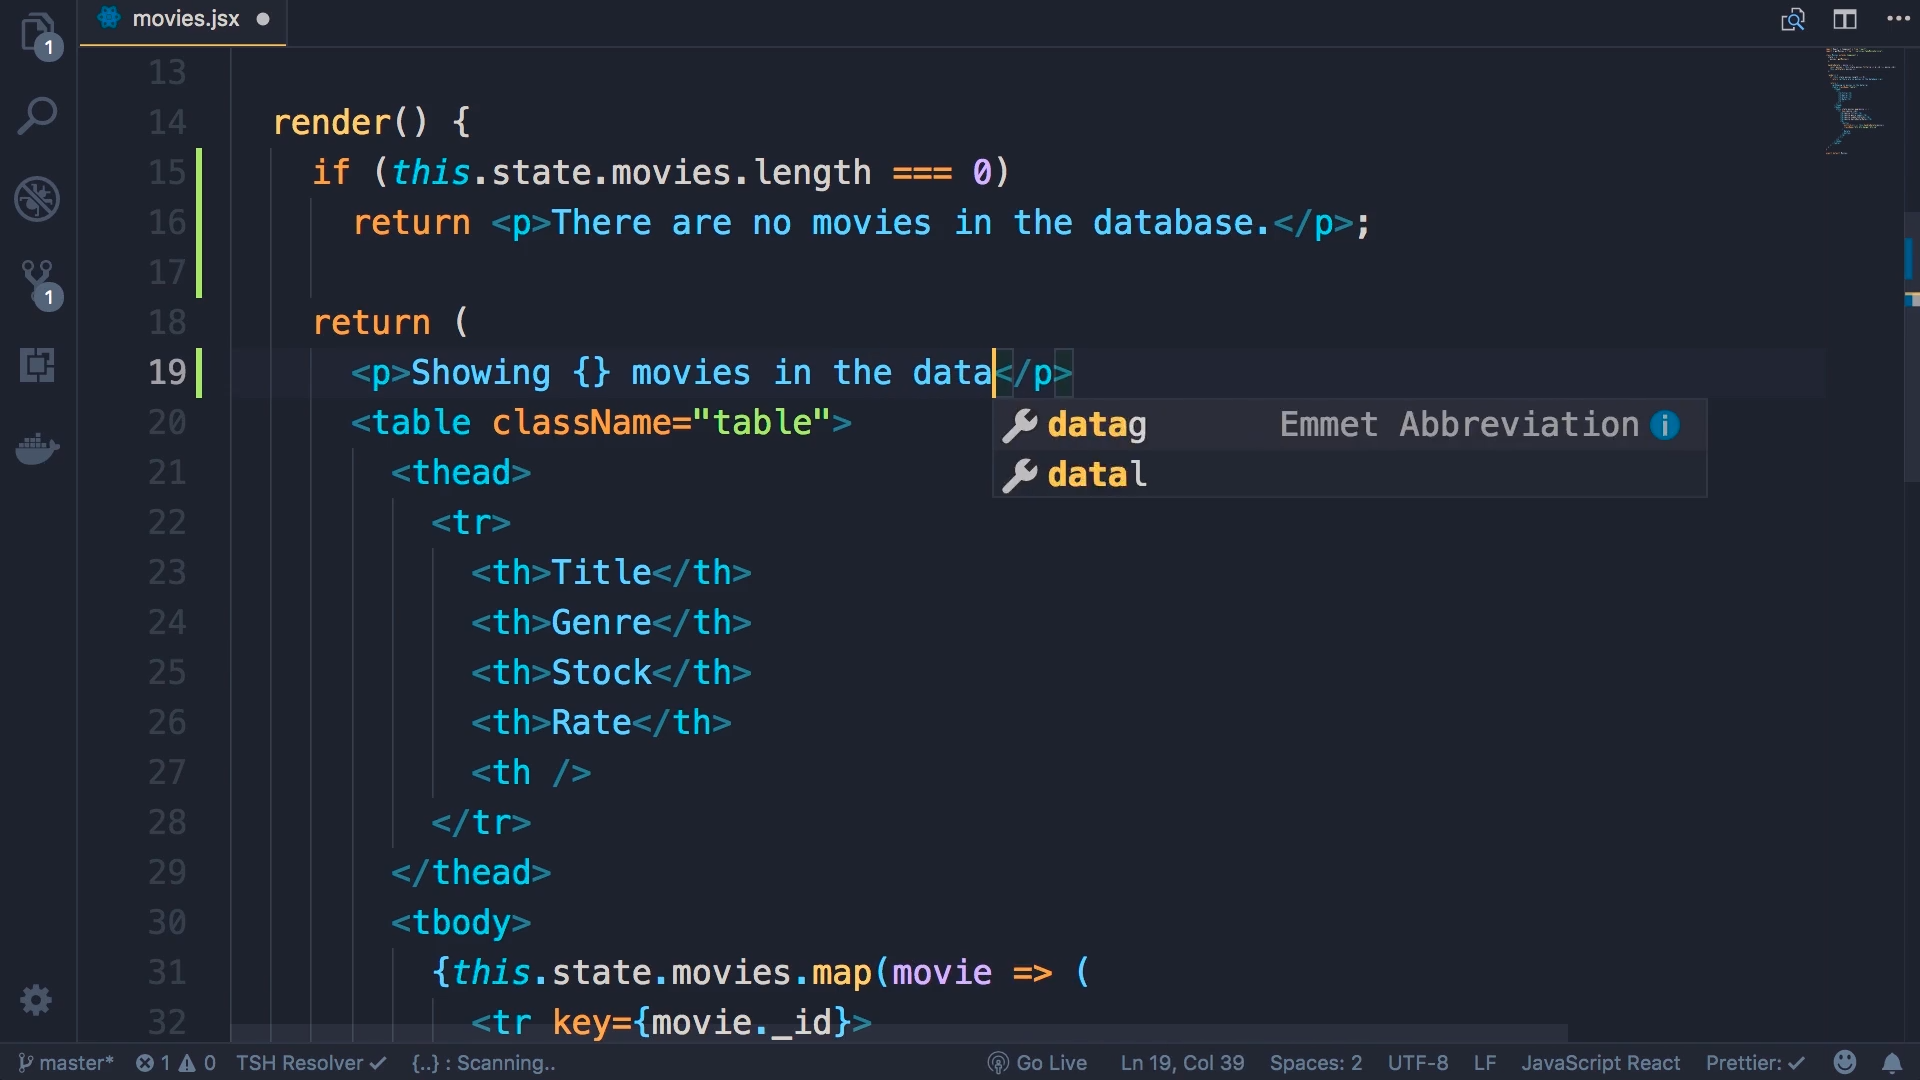 movies.jsx
1
13
14 render() {
15 if (this.state.movies.length === 0)
16 return <p>There are no movies in the database.</p>;
17
18 return (
19 <p>Showing {} movies in the data</p>
20 <table className="table">
datag Emmet Abbreviation
21 <thead>
datal
22 <tr>
23 <th>Title</th>
24 <th>Genre</th>
25 <th>Stock</th>
26 <th>Rate</th>
27 <th />
28 </tr>
29 </thead>
30 <tbody>
31 {this.state.movies.map(movie => (
32 <tr key={movie._id}>
1
master* 1 0 TSH Resolver ✓ {..} : Scanning.. Go Live Ln 19, Col 39 Spaces: 2 UTF-8 LF JavaScript React Prettier: ✓